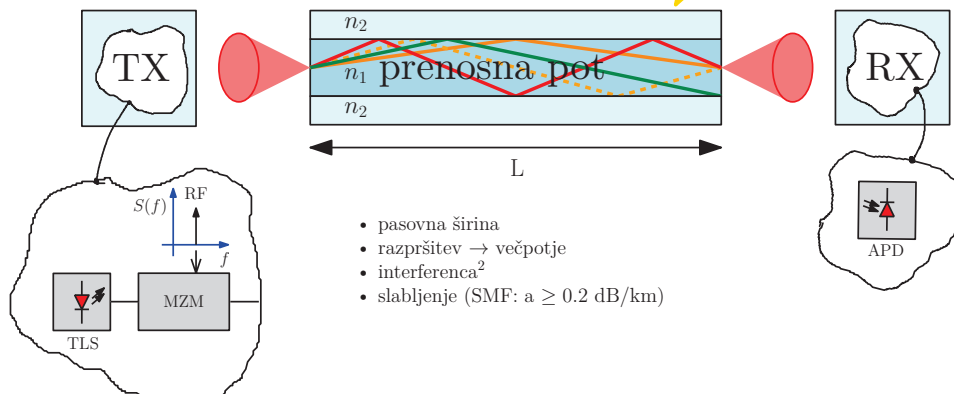 n₂
TX
n₁ prenosna pot
RX
n₂
L
RF
S(f)
f
• pasovna širina
• razpršitev → večpotje
• interferenca²
• slabljenje (SMF: a ≥ 0.2 dB/km)
APD
MZM
TLS